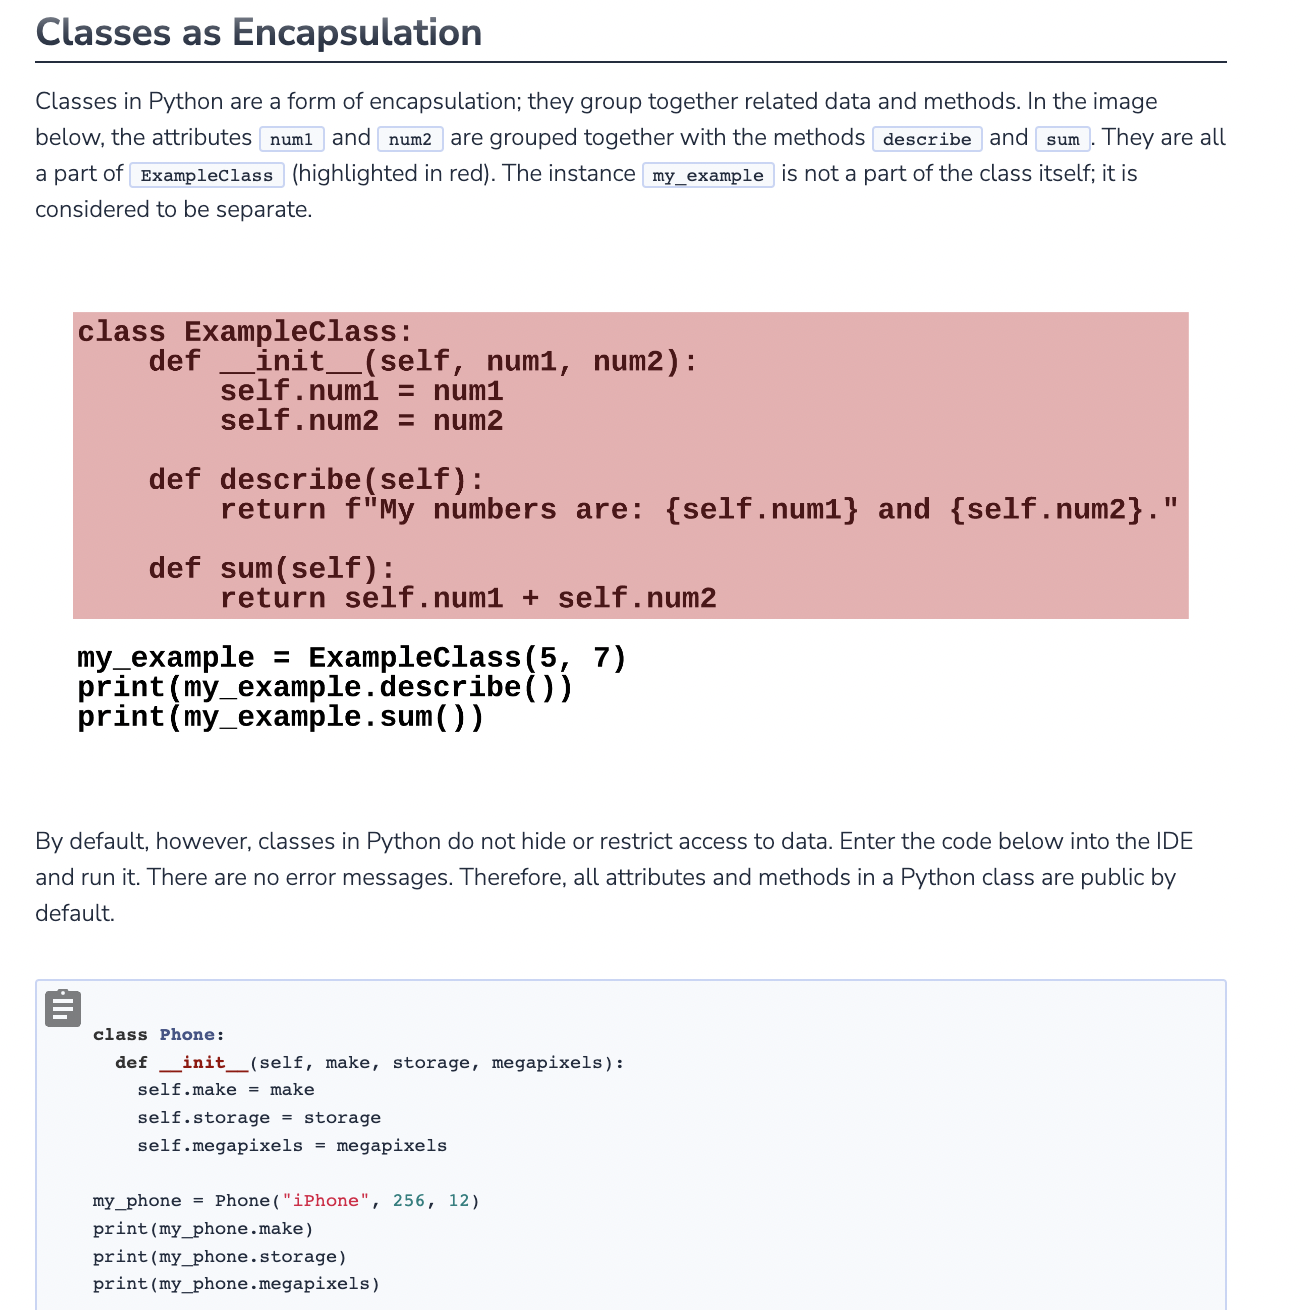 Classes as Encapsulation
Classes in Python are a form of encapsulation; they group together related data and methods. In the image
below, the attributes num1 and num2 are grouped together with the methods describe and sum. They are all
a part of ExampleClass (highlighted in red). The instance my_example is not a part of the class itself; it is
considered to be separate.
class ExampleClass:
    def __init__(self, num1, num2):
        self.num1 = num1
        self.num2 = num2
    def describe(self):
        return f"My numbers are: {self.num1} and {self.num2}."
    def sum(self):
        return self.num1 + self.num2
my_example = ExampleClass(5, 7)
print(my_example.describe())
print(my_example.sum())
By default, however, classes in Python do not hide or restrict access to data. Enter the code below into the IDE
and run it. There are no error messages. Therefore, all attributes and methods in a Python class are public by
default.
class Phone:
  def __init__(self, make, storage, megapixels):
    self.make = make
    self.storage = storage
    self.megapixels = megapixels
my_phone = Phone("iPhone", 256, 12)
print(my_phone.make)
print(my_phone.storage)
print(my_phone.megapixels)